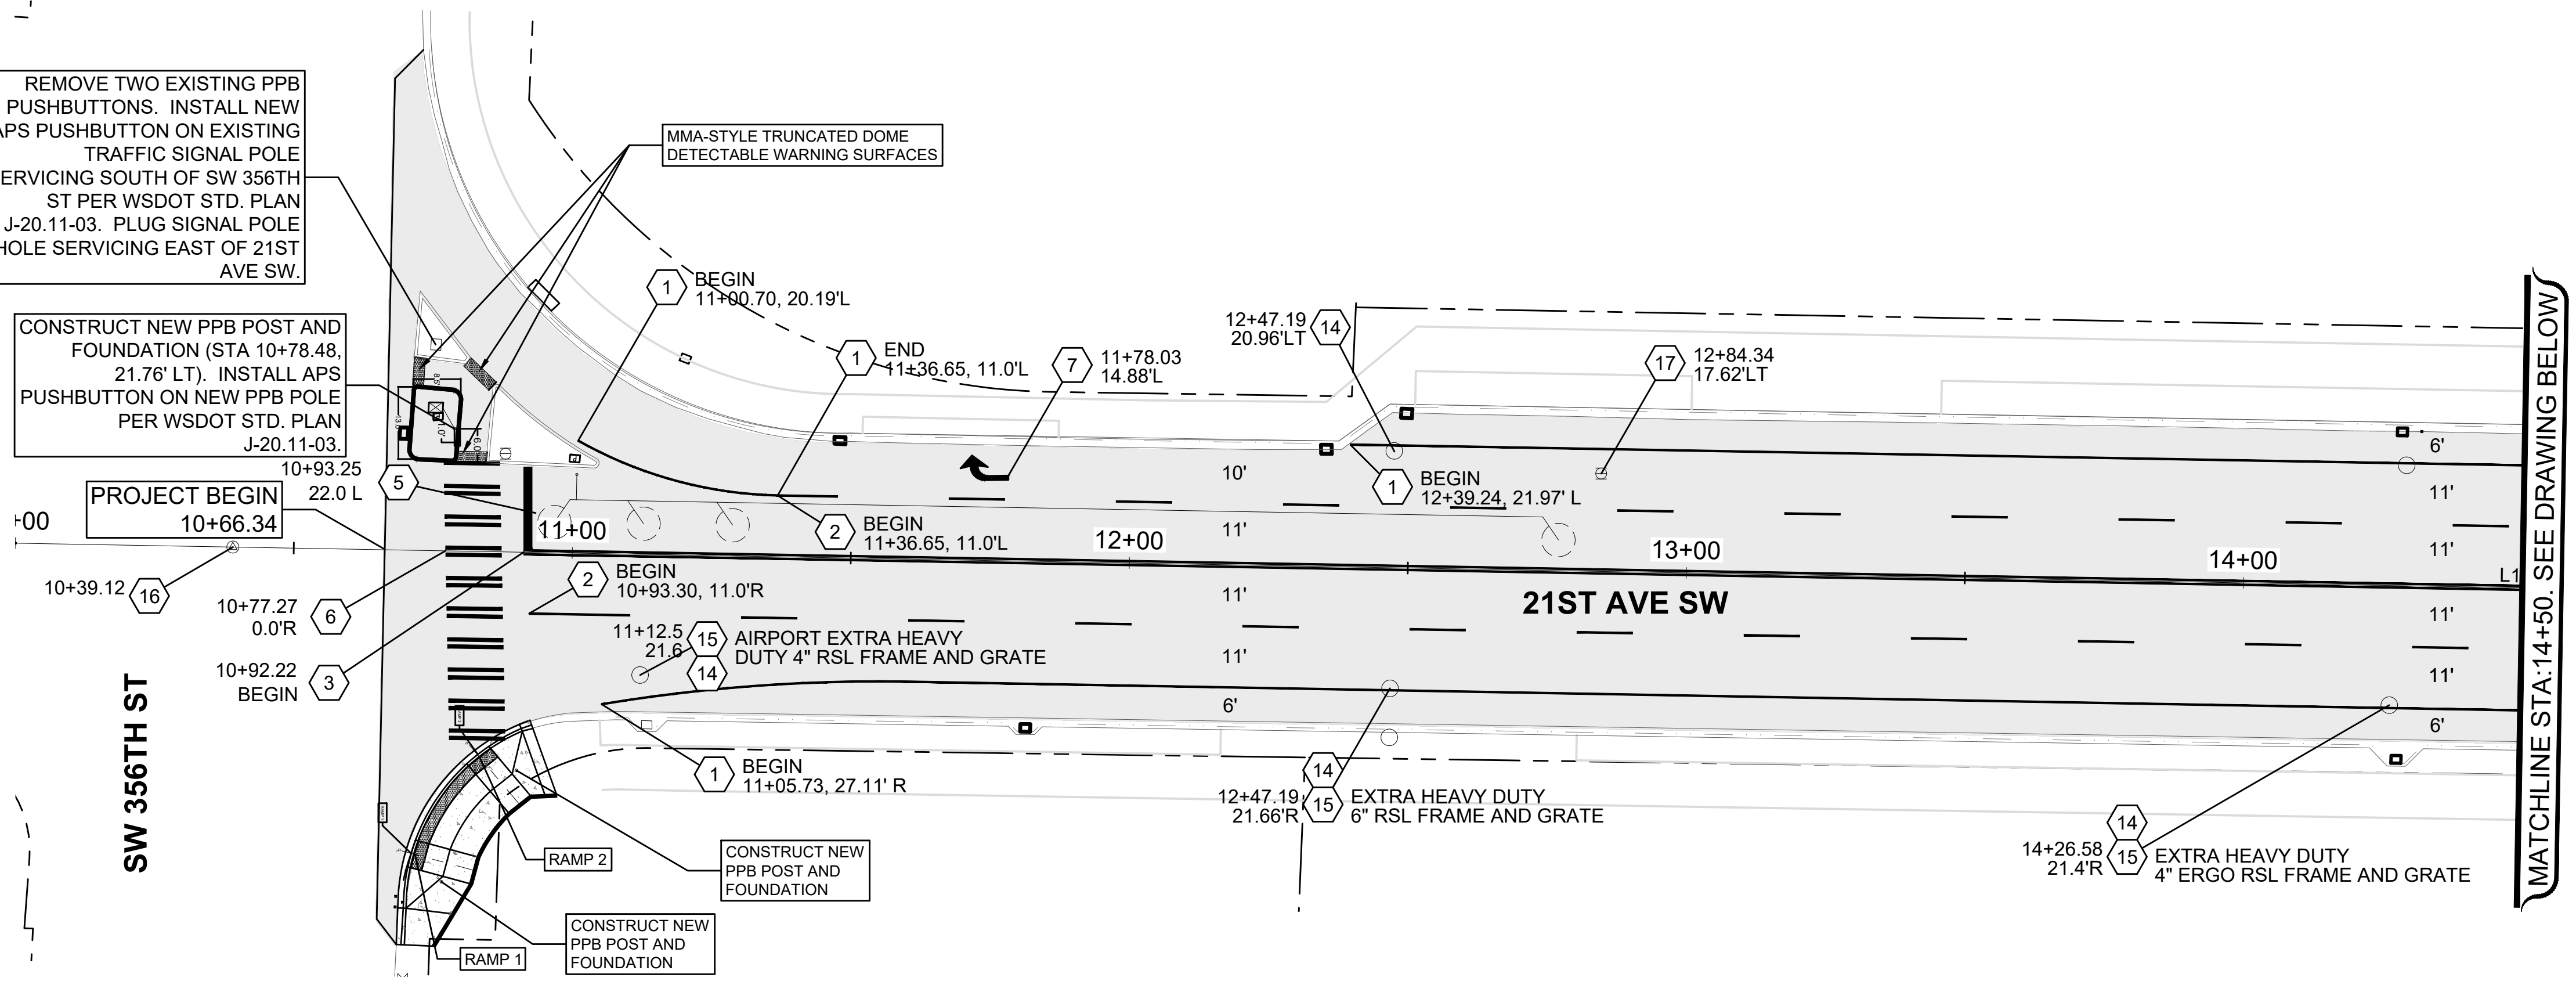 REMOVE TWO EXISTING PPB
PUSHBUTTONS. INSTALL NEW
APS PUSHBUTTON ON EXISTING
TRAFFIC SIGNAL POLE
ERVICING SOUTH OF SW 356TH
ST PER WSDOT STD. PLAN
J-20.11-03. PLUG SIGNAL POLE
HOLE SERVICING EAST OF 21ST
AVE SW.
MMA-STYLE TRUNCATED DOME
DETECTABLE WARNING SURFACES
CONSTRUCT NEW PPB POST AND
FOUNDATION (STA 10+78.48,
21.76' LT). INSTALL APS
PUSHBUTTON ON NEW PPB POLE
PER WSDOT STD. PLAN
J-20.11-03.
1
BEGIN
11+00.70, 20.19'L
1
END
11+36.65, 11.0'L
7
11+78.03
14.88'L
12+47.19
20.96'LT
14
17
12+84.34
17.62'LT
10+93.25
22.0 L
5
PROJECT BEGIN
10+66.34
+00
10+39.12
16
10+77.27
0.0'R
6
10+92.22
BEGIN
3
SW 356TH ST
11+00
12+00
13+00
14+00
2
BEGIN
11+36.65, 11.0'L
2
BEGIN
10+93.30, 11.0'R
1
BEGIN
12+39.24, 21.97' L
10'
11'
11'
11'
6'
21ST AVE SW
6'
11'
11'
L1
11'
11'
6'
11+12.5
21.6
15
14
AIRPORT EXTRA HEAVY
DUTY 4" RSL FRAME AND GRATE
1
BEGIN
11+05.73, 27.11' R
14
12+47.19
21.66'R
15
EXTRA HEAVY DUTY
6" RSL FRAME AND GRATE
14
14+26.58
21.4'R
15
EXTRA HEAVY DUTY
4" ERGO RSL FRAME AND GRATE
RAMP 2
CONSTRUCT NEW
PPB POST AND
FOUNDATION
CONSTRUCT NEW
PPB POST AND
FOUNDATION
RAMP 1
MATCHLINE STA:14+50. SEE DRAWING BELOW